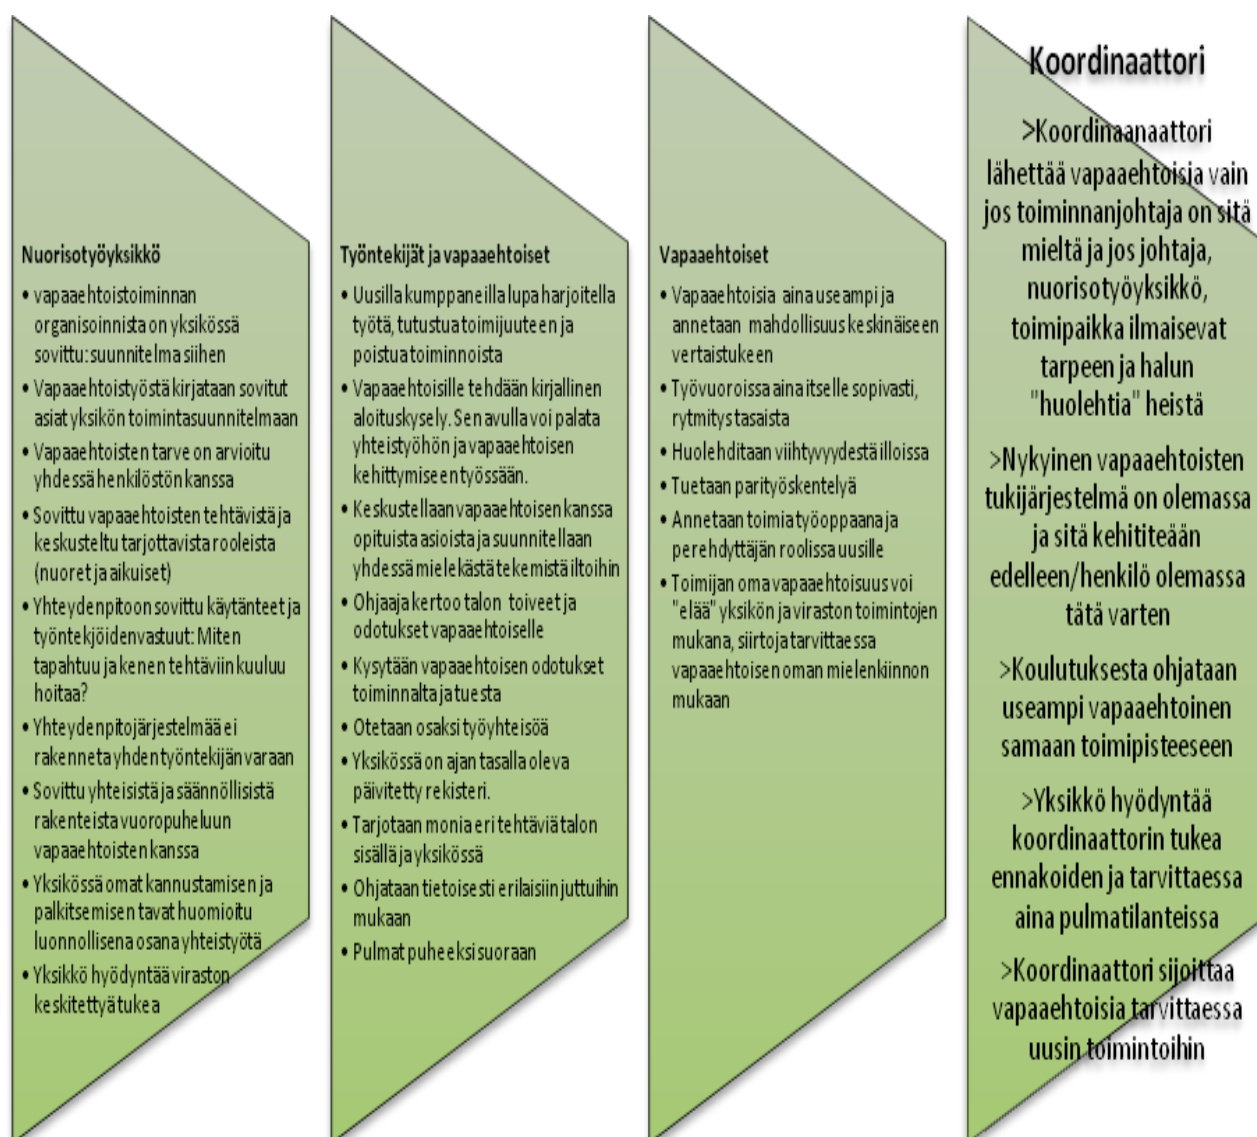 Nuorisotyöyksikkö
• vapaaehtoistoiminnan
organisoinnista on yksikössä
sovittu: suunnitelma siihen
• Vapaaehtoistyöstä kirjataan sovitut
asiat yksikön toimintasuunnitelmaan
• Vapaaehtoisten tarve on arvioitu
yhdessä henkilöstön kanssa
• Sovittu vapaaehtoisten tehtävistä ja
keskusteltu tarjottavista rooleista
(nuoret ja aikuiset)
• Yhteydenpitoon sovittu käytänteet ja
työntekjöidenvastuut: Miten
tapahtuu ja kenen tehtäviin kuuluu
hoitaa?
• Yhteydenpitojärjestelmää ei
rakenneta yhden työntekijän varaan
• Sovittu yhteisistä ja säännöllisistä
rakenteista vuoropuheluun
vapaaehtoisten kanssa
• Yksikössä omat kannustamisen ja
palkitsemisen tavat huomioitu
luonnollisena osana yhteistyötä
• Yksikkö hyödyntää viraston
keskitettyä tukea
Työntekijät ja vapaaehtoiset
• Uusilla kumppaneilla lupa harjoitella
työtä, tutustua toimijuuteen ja
poistua toiminnoista
• Vapaaehtoisille tehdään kirjallinen
aloituskysely. Sen avulla voi palata
yhteistyöhön ja vapaaehtoisen
kehittymiseen työssään.
• Keskustellaan vapaaehtoisen kanssa
opituista asioista ja suunnitellaan
yhdessä mielekästä tekemistä iltoihin
• Ohjaaja kertoo talon toiveet ja
odotukset vapaaehtoiselle
• Kysytään vapaaehtoisen odotukset
toiminnalta ja tuesta
• Otetaan osaksi työyhteisöä
• Yksikössä on ajan tasalla oleva
päivitetty rekisteri.
• Tarjotaan monia eri tehtäviä talon
sisällä ja yksikössä
• Ohjataan tietoisesti erilaisiin juttuihin
mukaan
• Pulmat puheeksi suoraan
Vapaaehtoiset
• Vapaaehtoisia aina useampi ja
annetaan mahdollisuus keskinäiseen
vertaistukeen
• Työvuoroissa aina itselle sopivasti,
rytmitys tasaista
• Huolehditaan viihtyvyydestä illoissa
• Tuetaan parityöskentelyä
• Annetaan toimia työoppaana ja
perehdyttäjän roolissa uusille
• Toimijan oma vapaaehtoisuus voi
"elää" yksikön ja viraston toimintojen
mukana, siirtoja tarvittaessa
vapaaehtoisen oman mielenkiinnon
mukaan
Koordinaattori
>Koordinaanaattori
lähettää vapaaehtoisia vain
jos toiminnanjohtaja on sitä
mieltä ja jos johtaja,
nuorisotyöyksikkö,
toimipaikka ilmaisevat
tarpeen ja halun
"huolehtia" heistä
>Nykyinen vapaaehtoisten
tukijärjestelmä on olemassa
ja sitä kehititeään
edelleen/henkilö olemassa
tätä varten
>Koulutuksesta ohjataan
useampi vapaaehtoinen
samaan toimipisteeseen
>Yksikkö hyödyntää
koordinaattorin tukea
ennakoiden ja tarvittaessa
aina pulmatilanteissa
>Koordinaattori sijoittaa
vapaaehtoisia tarvittaessa
uusin toimintoihin